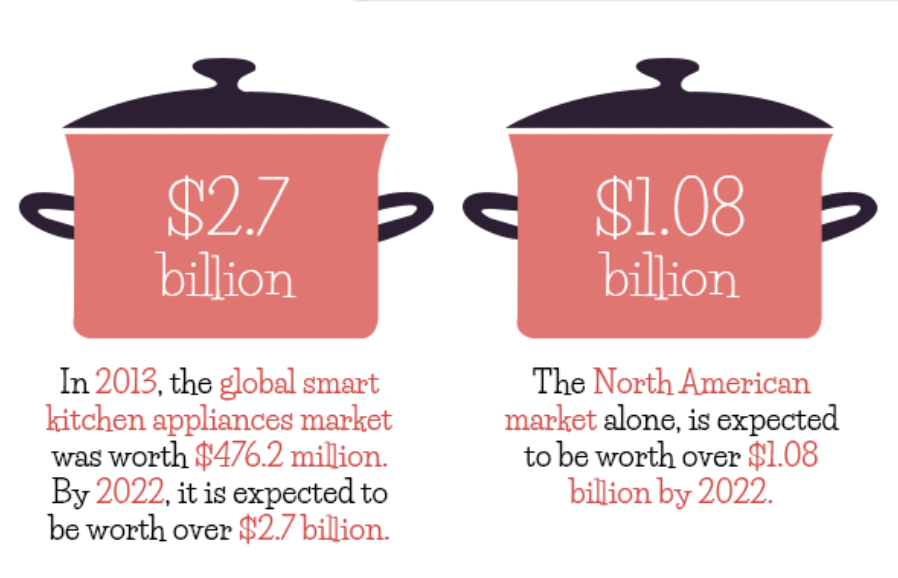 $2.7
billion
In 2013, the global smart
kitchen appliances market
was worth $476.2 million.
By 2022, it is expected to
be worth over $2.7 billion.
$1.08
billion
The North American
market alone, is expected
to be worth over $1.08
billion by 2022.